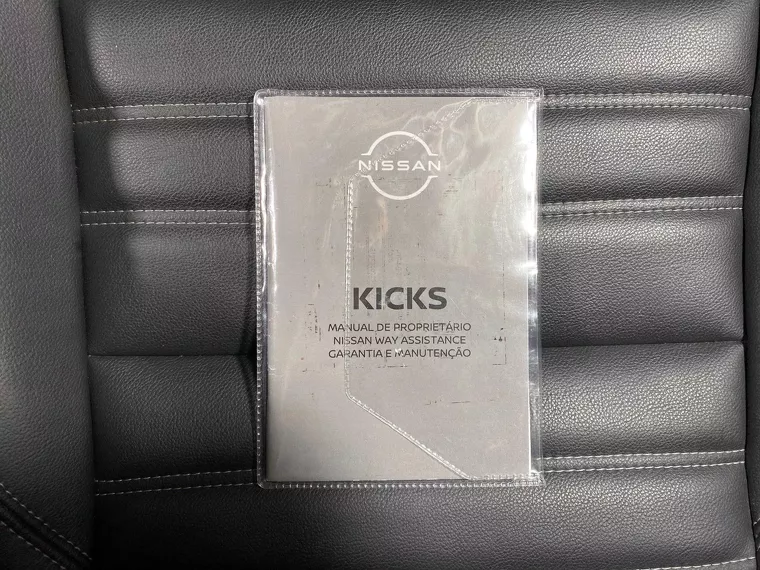 NISSAN
KICKS
MANUAL DE PROPRIETÁRIO
NISSAN WAY ASSISTANCE
GARANTIA E MANUTENÇÃO